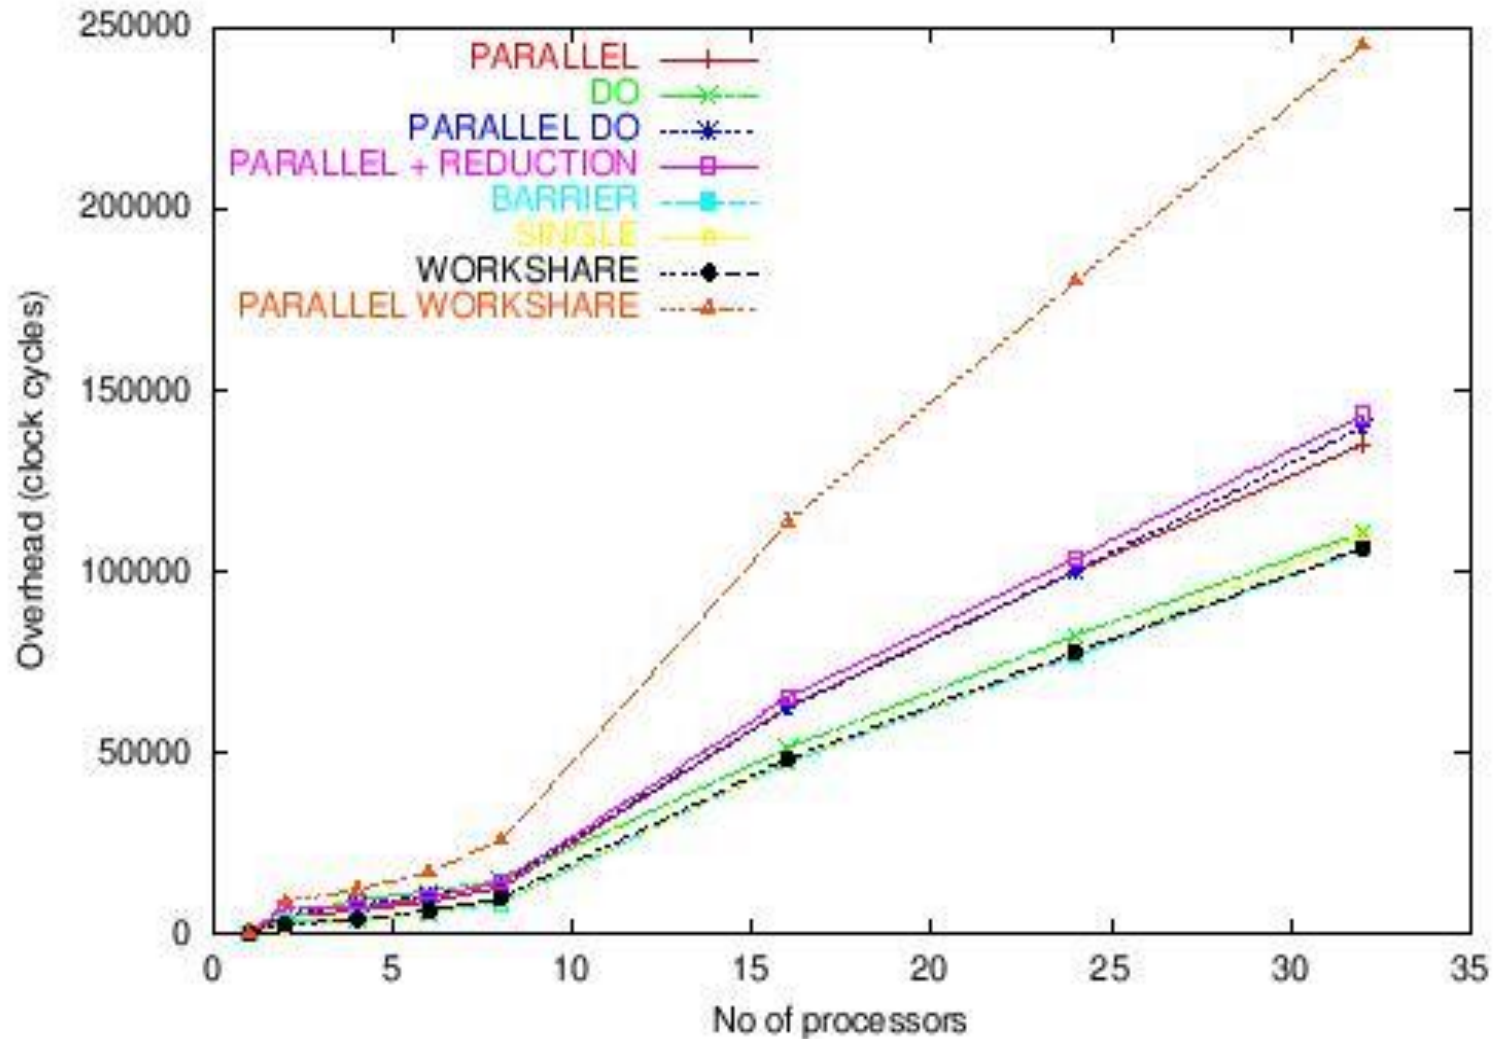 250000
200000
150000
100000
50000
0
Overhead (clock cycles)
PARALLEL
DO
PARALLEL DO
PARALLEL + REDUCTION
BARRIER
SINGLE
WORKSHARE
PARALLEL WORKSHARE
0 5 10 15 20 25 30 35
No of processors